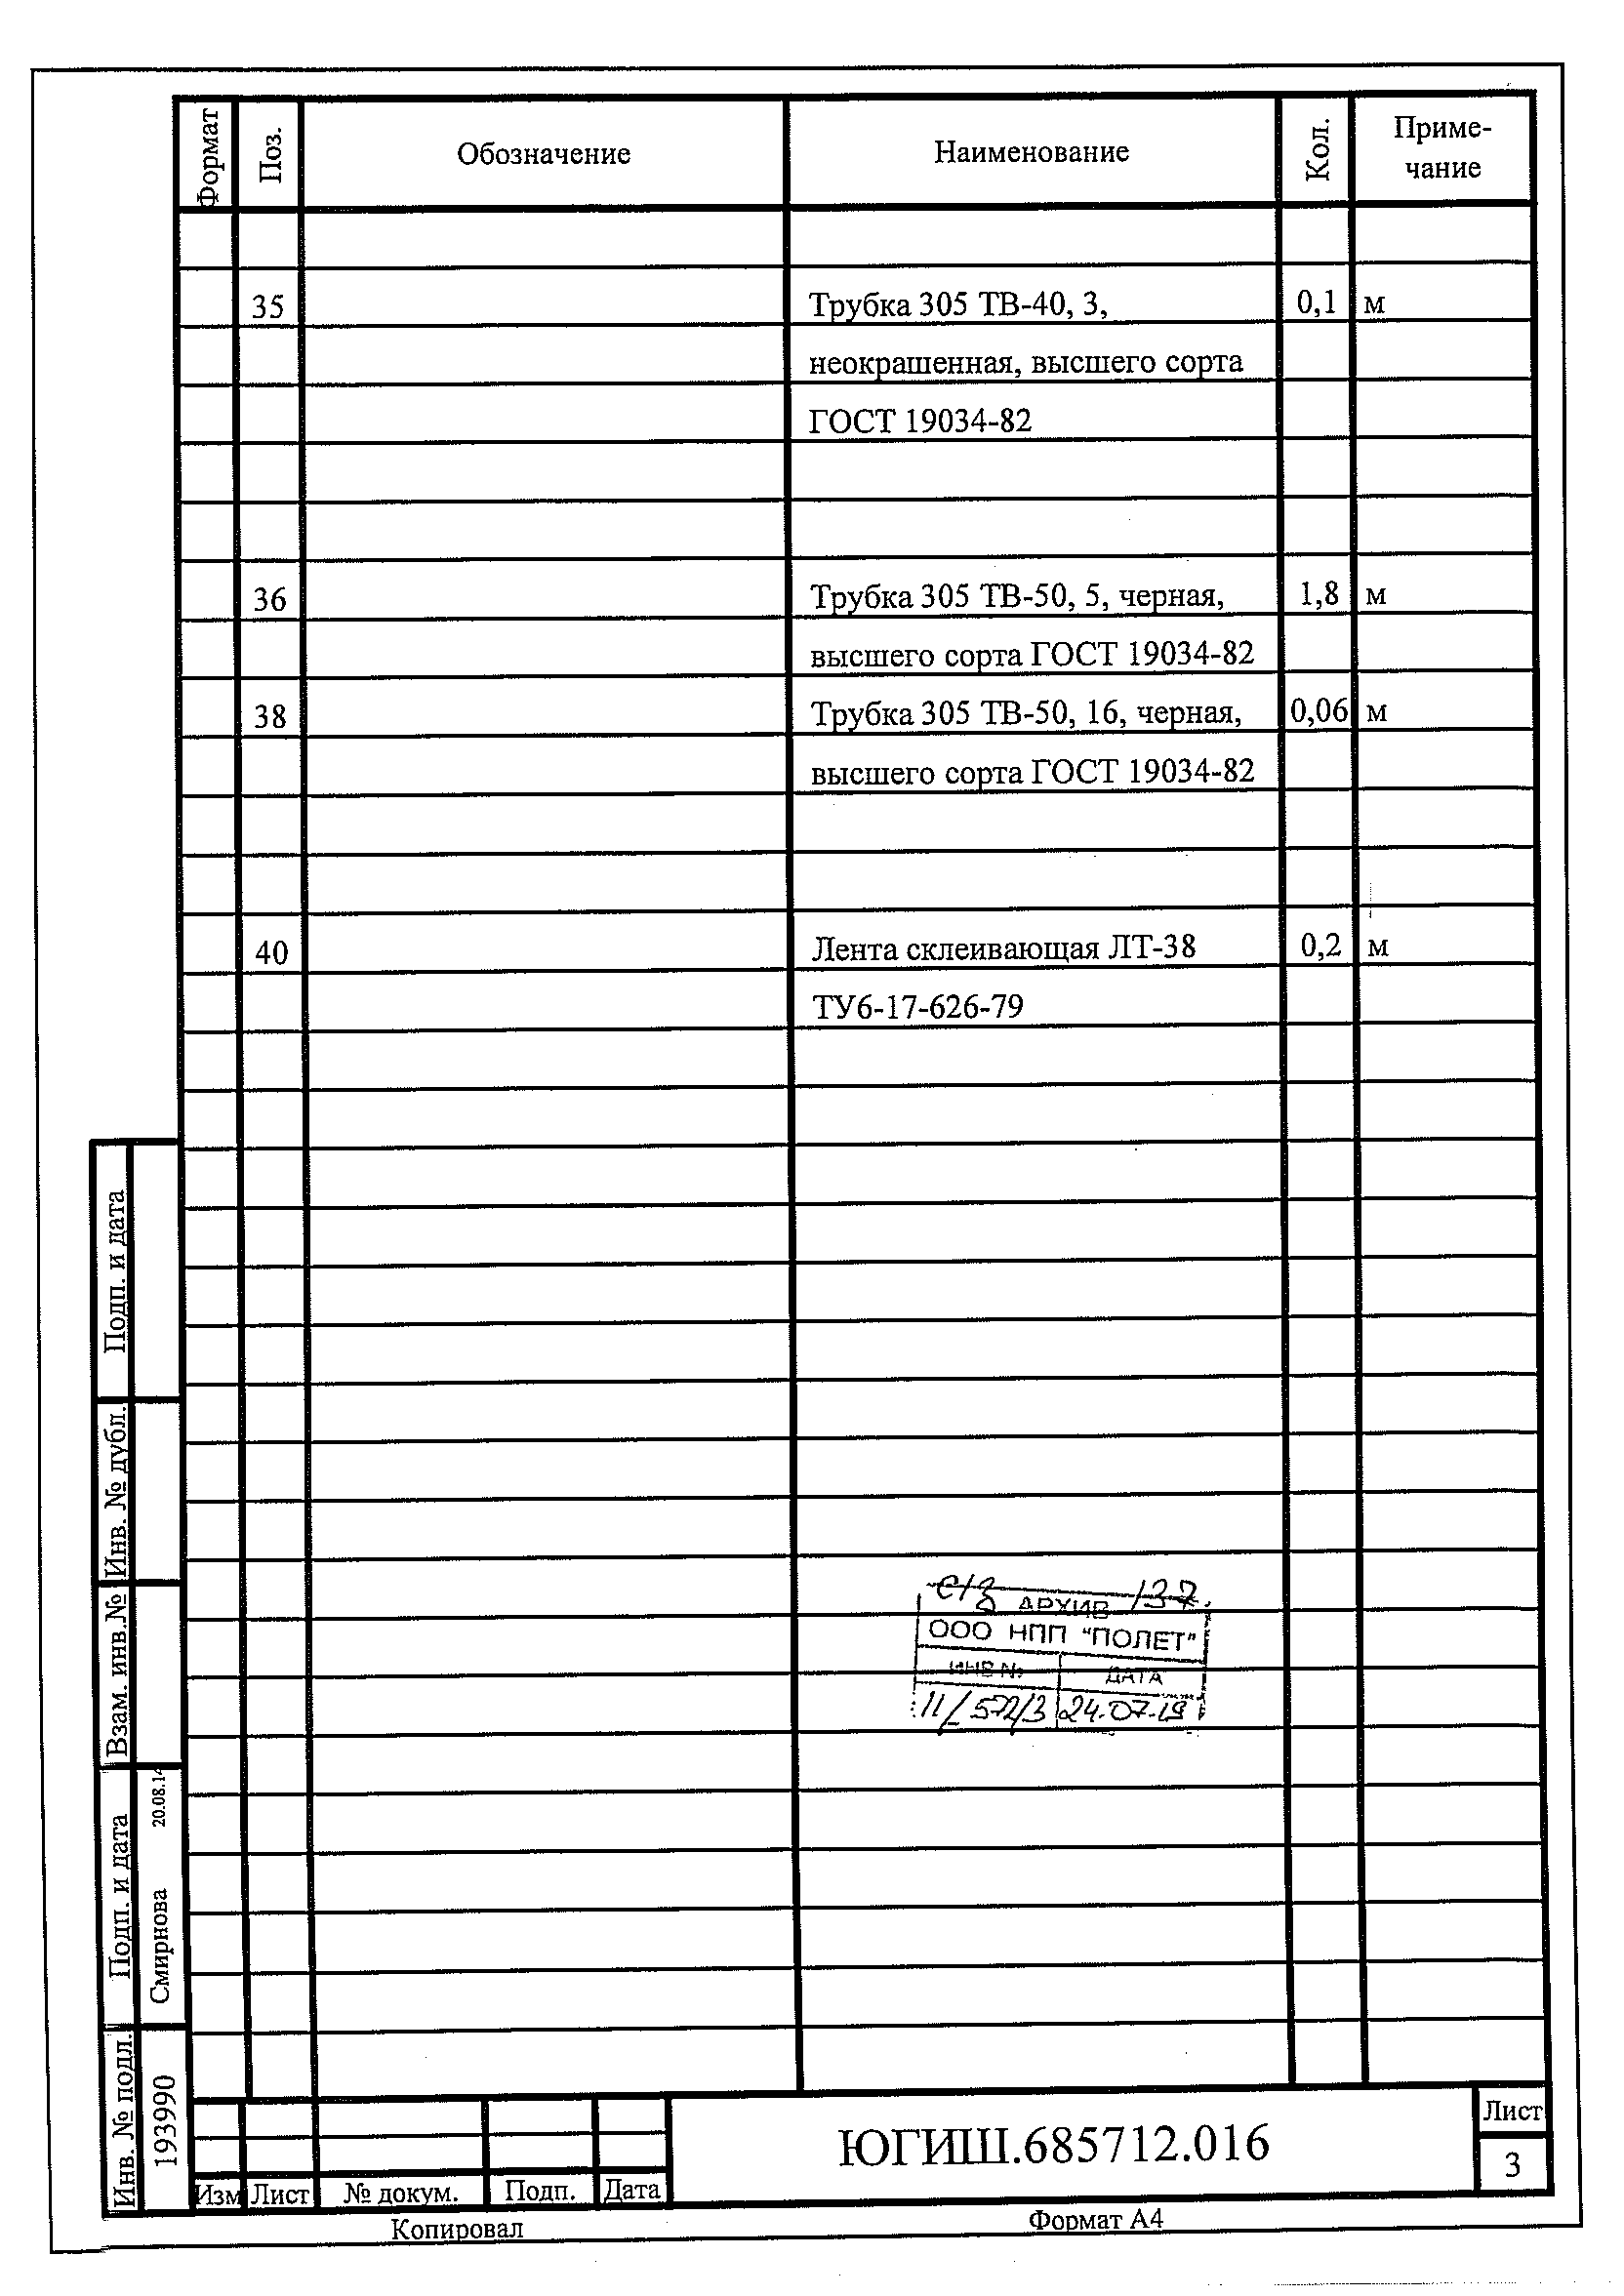 Формат
Поз.
Обозначение
Наименование
Кол.
Приме-
чание
35 Трубка 305 ТВ-40, 3, 0,1 м
неокрашенная, высшего сорта
ГОСТ 19034-82
36 Трубка 305 ТВ-50, 5, черная, 1,8 м
высшего сорта ГОСТ 19034-82
38 Трубка 305 ТВ-50, 16, черная, 0,06 м
высшего сорта ГОСТ 19034-82
40 Лента склеивающая ЛТ-38 0,2 м
ТУ6-17-626-79
Подп. и дата
Инв. № дубл.
Взам. инв.№
Подп. и дата
Смирнова 20.08.14
Инв. № подл.
193990
АРХИВ 137
ООО НПП "ПОЛЕТ"
ИНВ № ДАТА
11/572/3 24.07.19
Изм Лист № докум. Подп. Дата
ЮГИШ.685712.016
Лист
3
Копировал
Формат А4